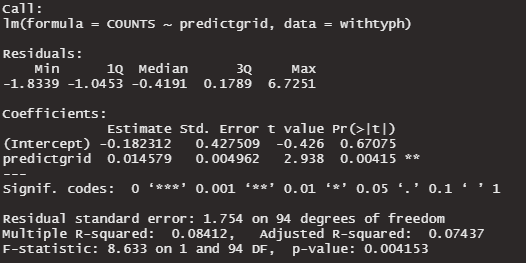 Call:
lm(formula = COUNTS ~ predictgrid, data = withtyph)
Residuals:
Min 1Q Median 3Q Max
-1.8339 -1.0453 -0.4191 0.1789 6.7251
Coefficients:
Estimate Std. Error t value Pr(>|t|)
(Intercept) -0.182312 0.427509 -0.426 0.67075
predictgrid 0.014579 0.004962 2.938 0.00415 **
---
Signif. codes: 0 ‘***’ 0.001 ‘**’ 0.01 ‘*’ 0.05 ‘.’ 0.1 ‘ ’ 1
Residual standard error: 1.754 on 94 degrees of freedom
Multiple R-squared: 0.08412, Adjusted R-squared: 0.07437
F-statistic: 8.633 on 1 and 94 DF, p-value: 0.004153